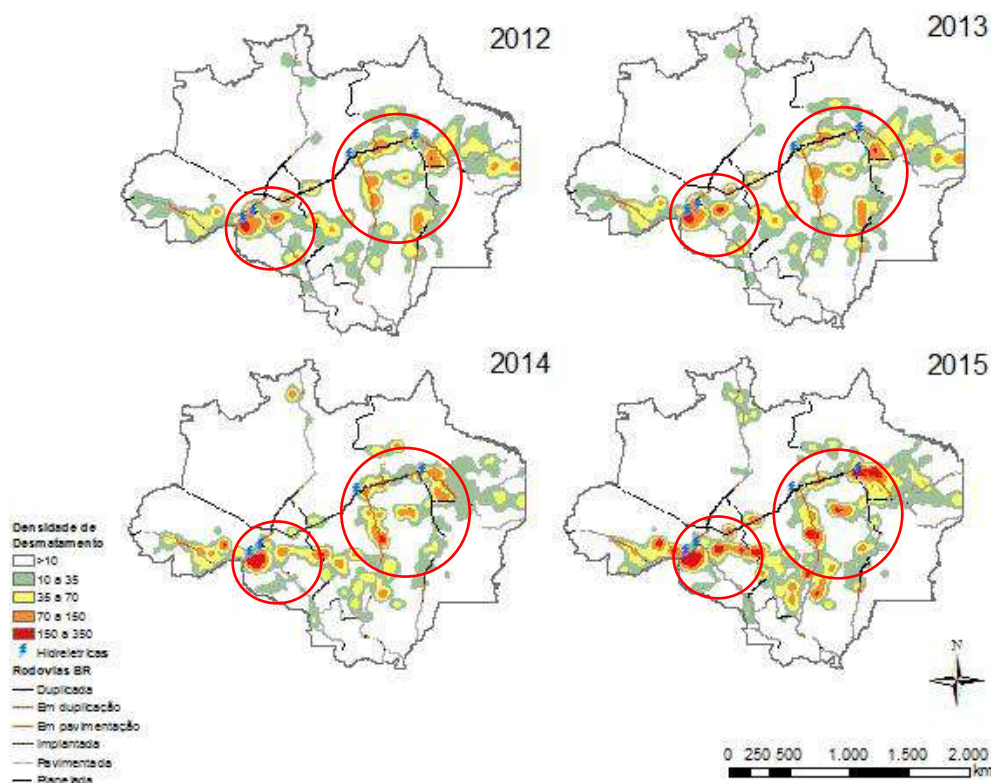 2012
2013
2014
2015
Densidade de
Desmatamento
>10
10 a 35
35 a 70
70 a 150
150 a 350
Hidrelétricas
Rodovias BR
Duplicada
Em duplicação
Em pavimentação
Implantada
Pavimentada
Planejada
N
0 250 500 1.000 1.500 2.000
km